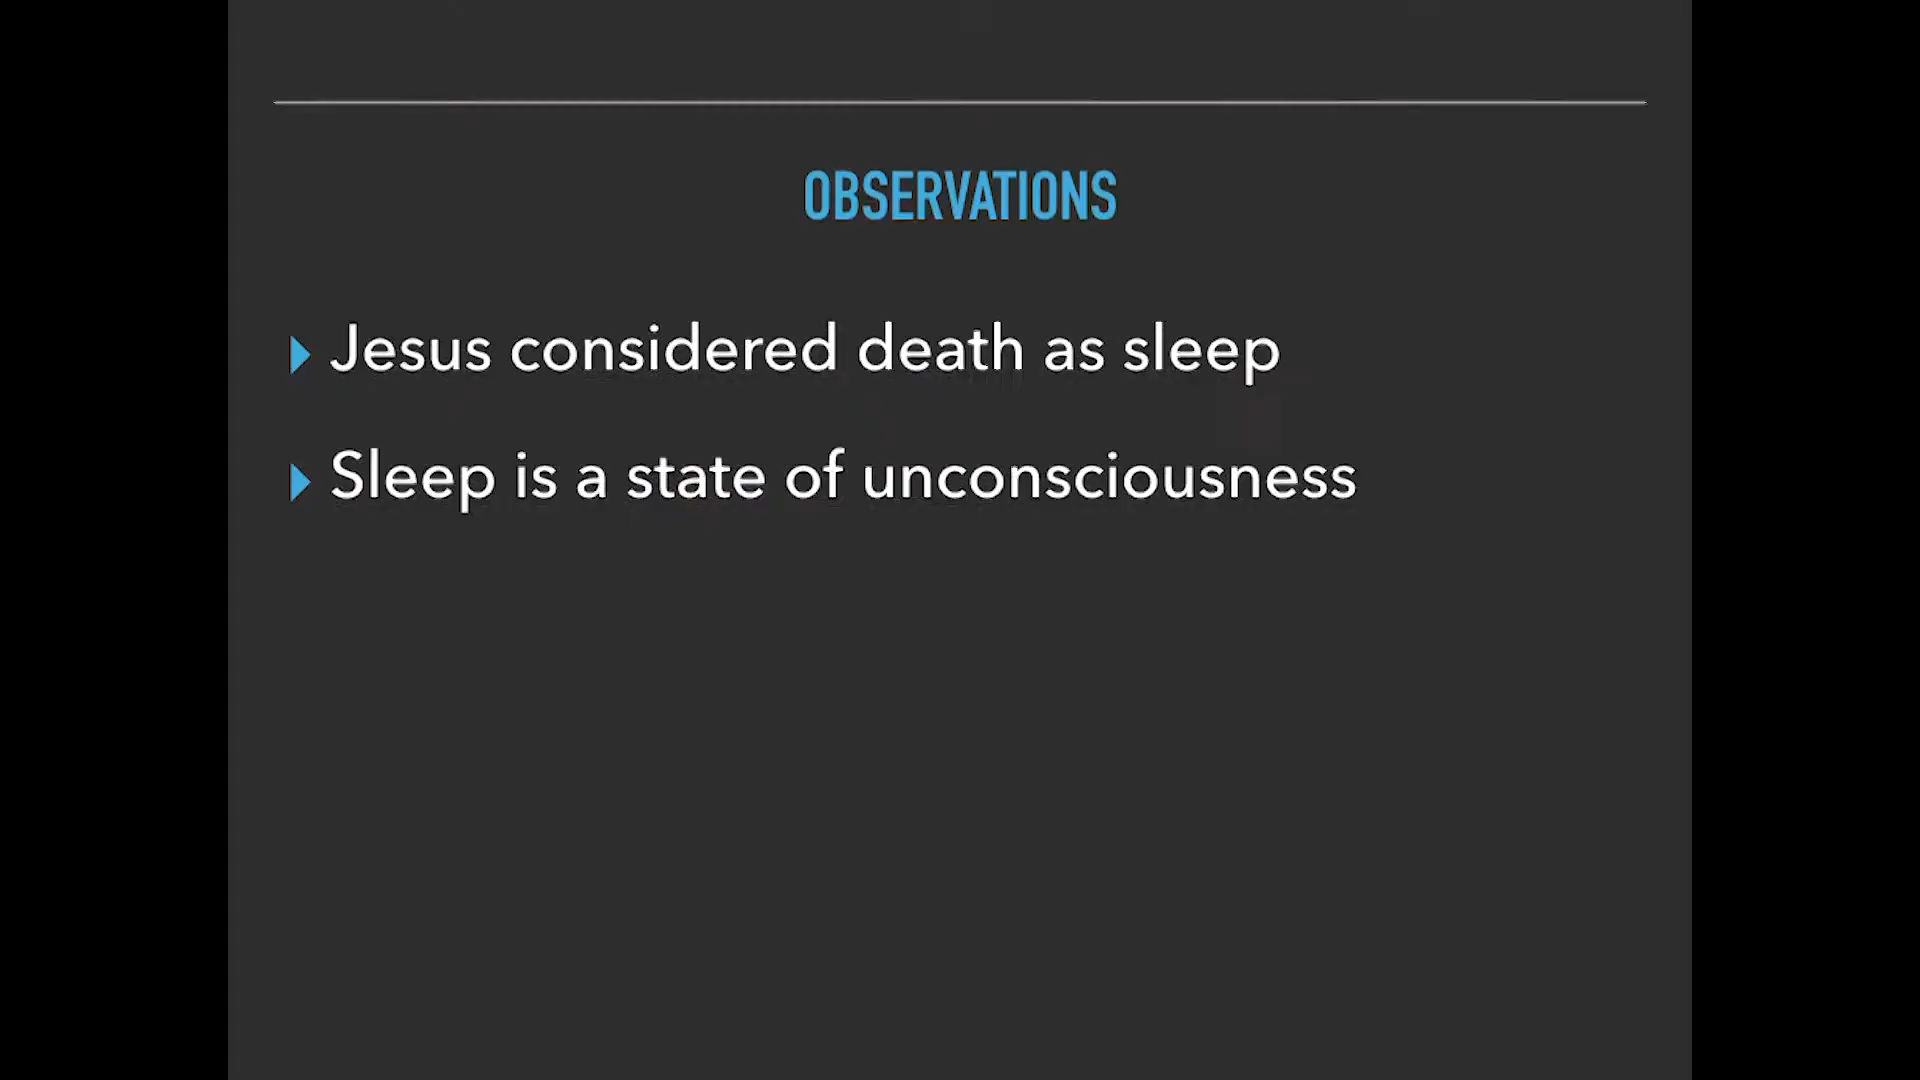 OBSERVATIONS
Jesus considered death as sleep
Sleep is a state of unconsciousness